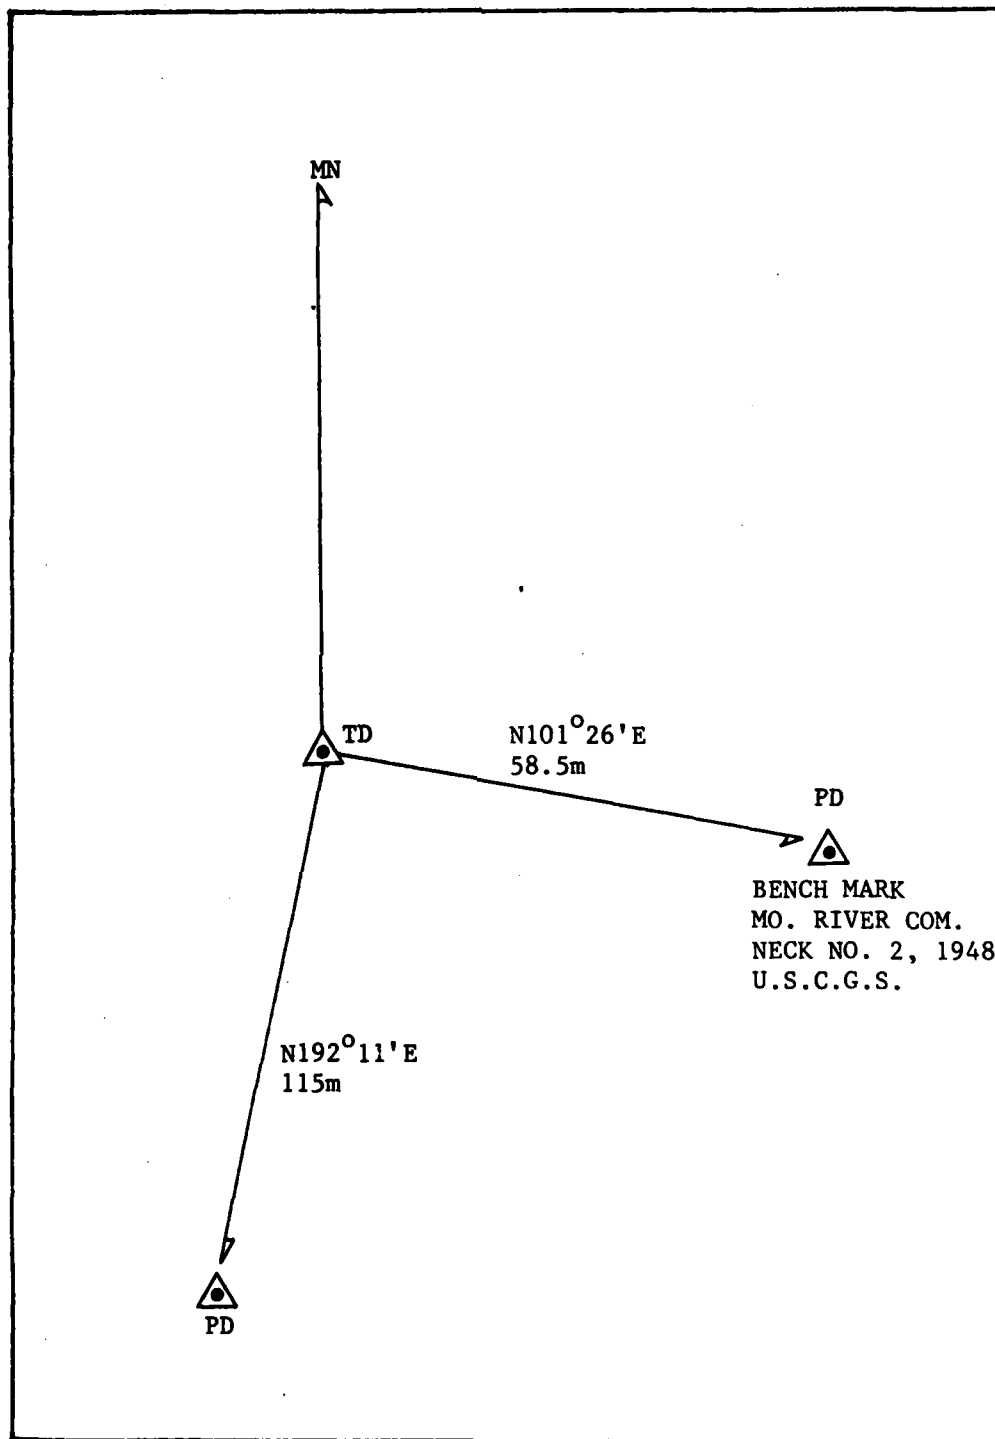 MN
TD
N101°26'E
58.5m
PD
BENCH MARK
MO. RIVER COM.
NECK NO. 2, 1948
U.S.C.G.S.
N192°11'E
115m
PD